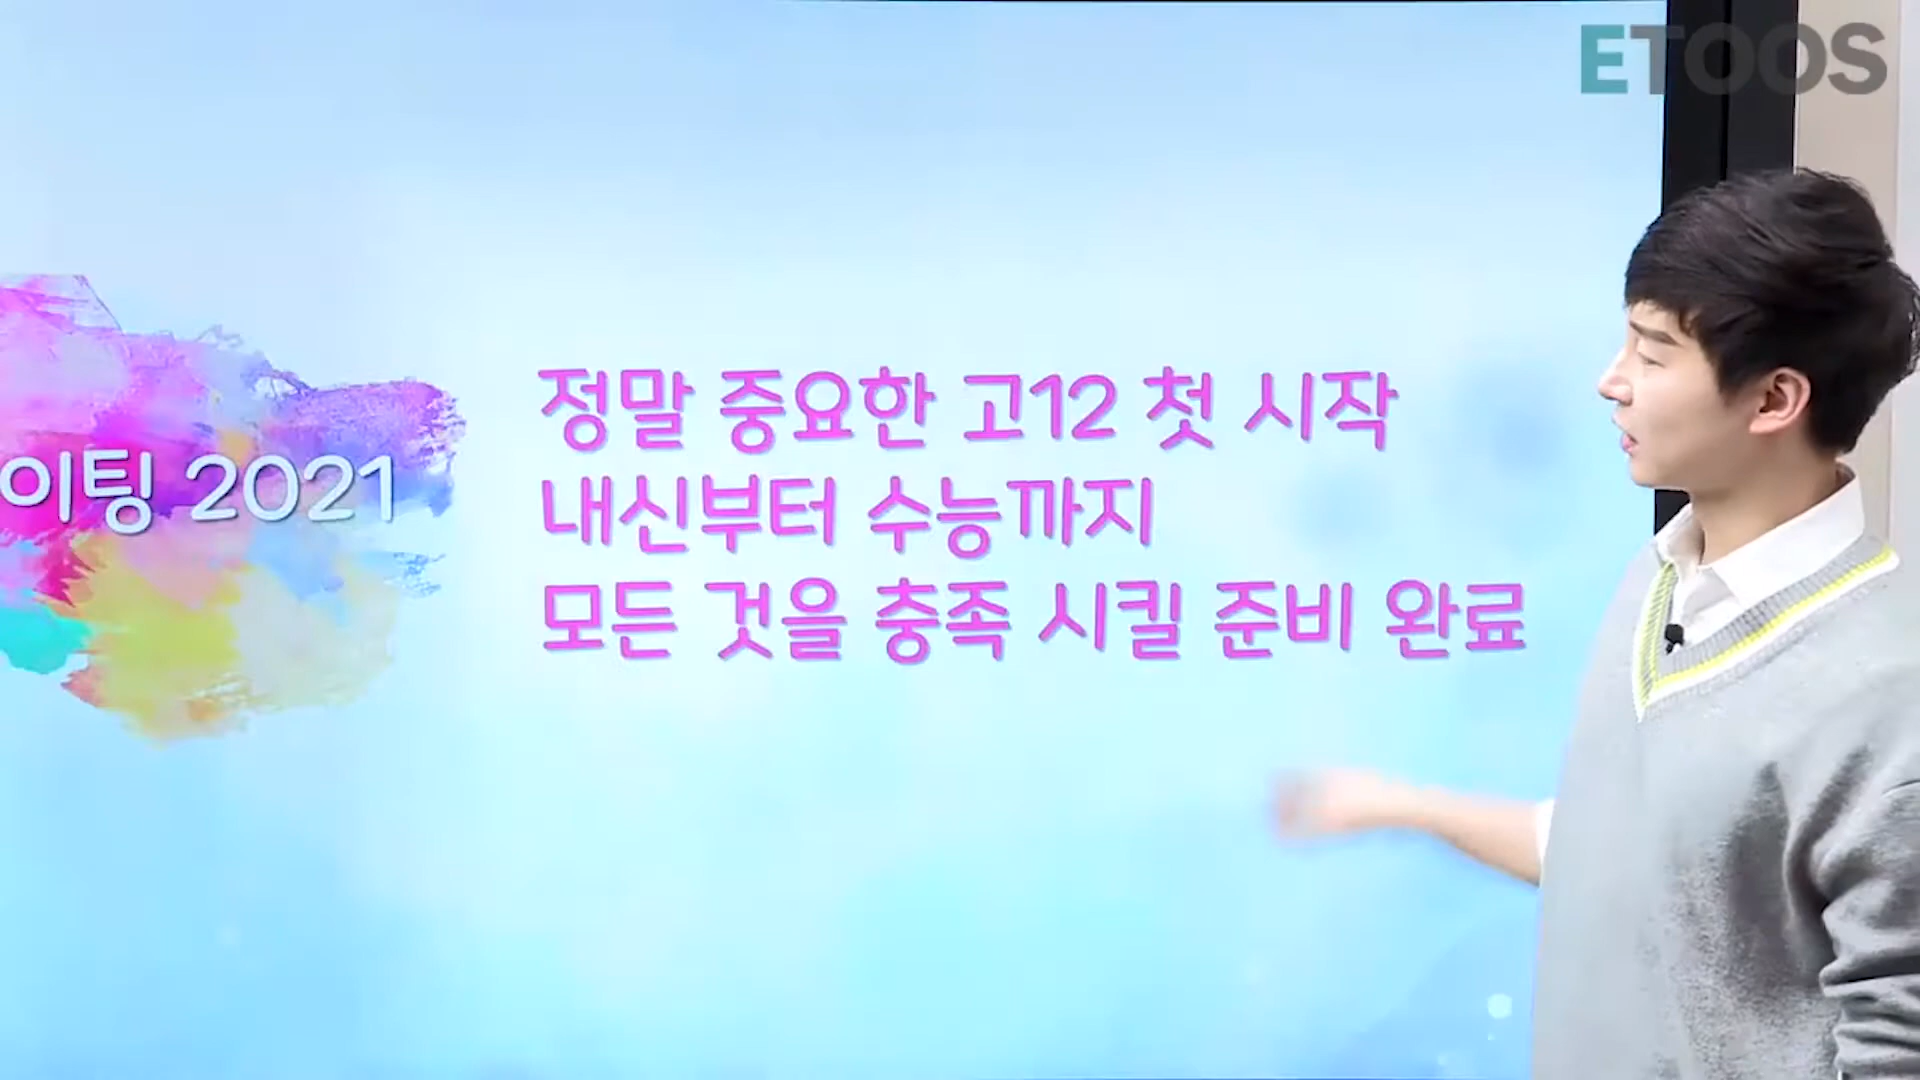 ETOOS
이팅 2021
정말 중요한 고12 첫 시작
내신부터 수능까지
모든 것을 충족 시킬 준비 완료